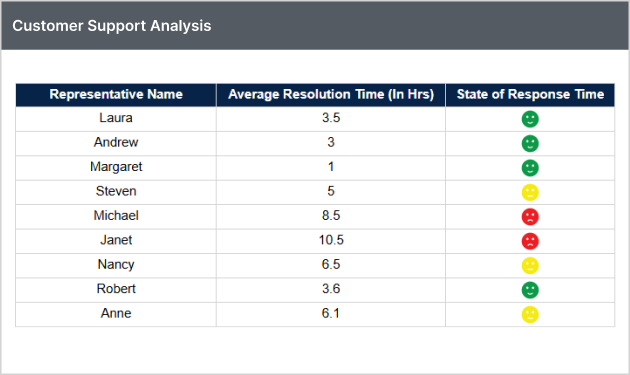 Customer Support Analysis
Representative Name Average Resolution Time (In Hrs) State of Response Time
Laura 3.5
Andrew 3
Margaret 1
Steven 5
Michael 8.5
Janet 10.5
Nancy 6.5
Robert 3.6
Anne 6.1